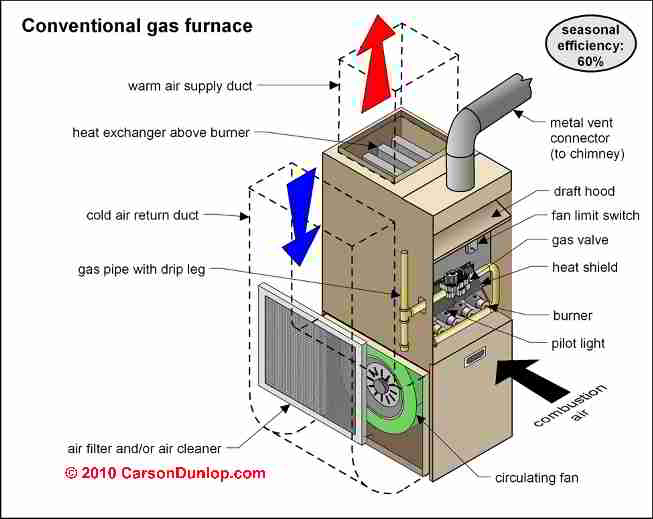 Conventional gas furnace
seasonal
efficiency:
60%
warm air supply duct
heat exchanger above burner
metal vent
connector
(to chimney)
draft hood
cold air return duct
fan limit switch
gas valve
gas pipe with drip leg
heat shield
burner
pilot light
combustion
air
air filter and/or air cleaner
circulating fan
© 2010 CarsonDunlop.com